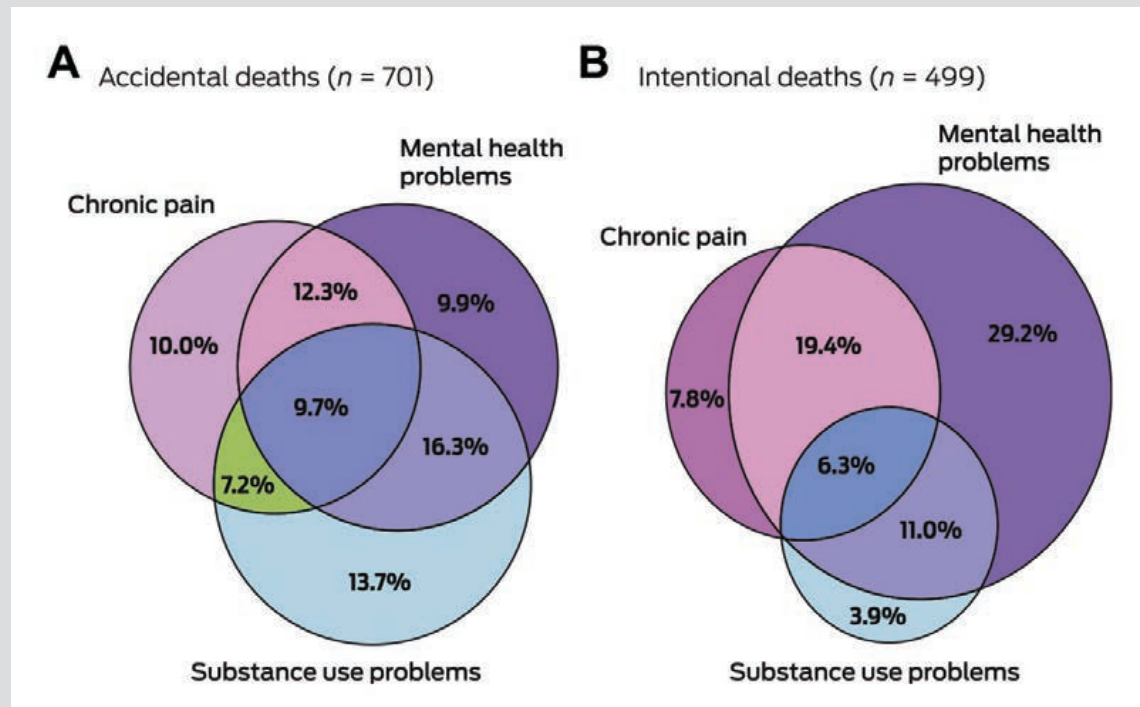 A Accidental deaths (n = 701)
Mental health
problems
Chronic pain
12.3%
9.9%
10.0%
9.7%
16.3%
7.2%
13.7%
Substance use problems
B Intentional deaths (n = 499)
Mental health
problems
Chronic pain
29.2%
19.4%
7.8%
6.3%
11.0%
3.9%
Substance use problems